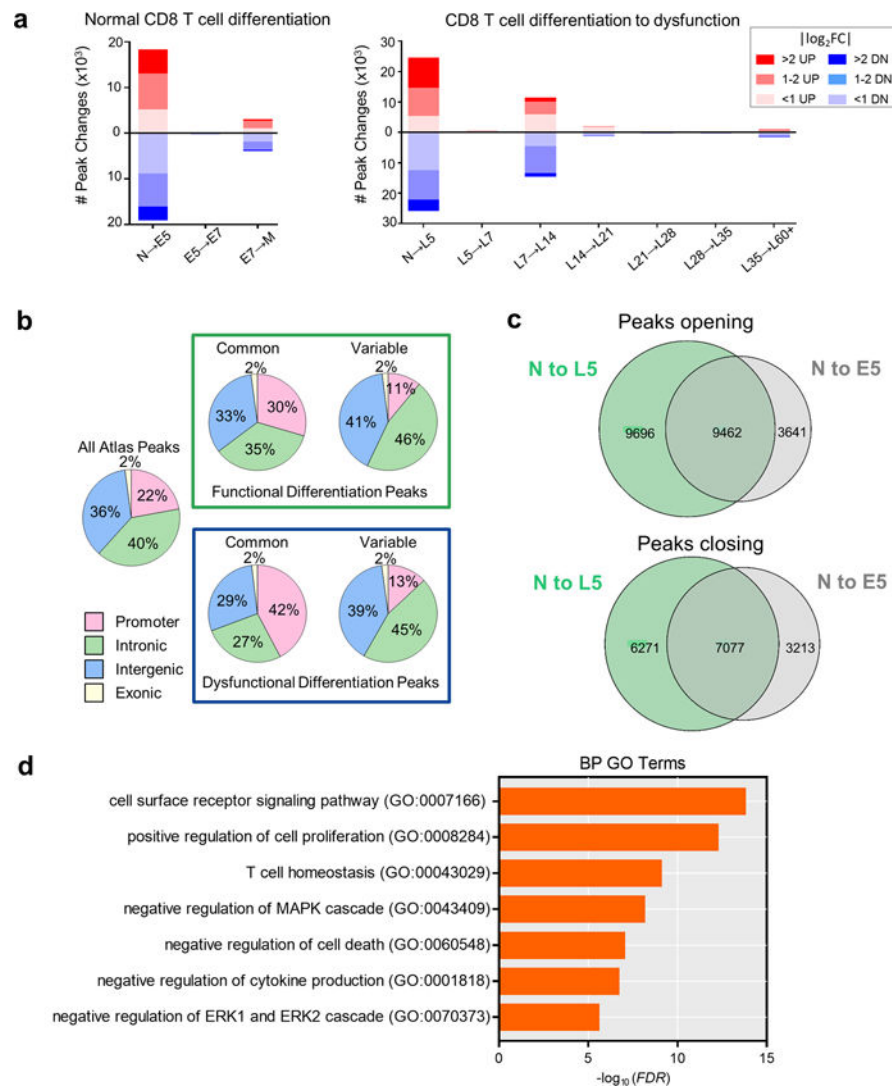 a
Normal CD8 T cell differentiation
# Peak Changes (x10³)
20
10
0
10
20
N→E5
E5→E7
E7→M
CD8 T cell differentiation to dysfunction
# Peak Changes (x10³)
30
20
10
0
10
20
30
N→L5
L5→L7
L7→L14
L14→L21
L21→L28
L28→L35
L35→L60+
|log₂FC|
>2 UP
>2 DN
1-2 UP
1-2 DN
<1 UP
<1 DN
b
All Atlas Peaks
2%
22%
36%
40%
Common
2%
33%
30%
35%
Variable
2%
11%
41%
46%
Functional Differentiation Peaks
Common
2%
29%
42%
27%
Variable
2%
13%
39%
45%
Dysfunctional Differentiation Peaks
Promoter
Intronic
Intergenic
Exonic
c
Peaks opening
N to L5
N to E5
9696
9462
3641
Peaks closing
N to L5
N to E5
6271
7077
3213
d
BP GO Terms
cell surface receptor signaling pathway (GO:0007166)
positive regulation of cell proliferation (GO:0008284)
T cell homeostasis (GO:00043029)
negative regulation of MAPK cascade (GO:0043409)
negative regulation of cell death (GO:0060548)
negative regulation of cytokine production (GO:0001818)
negative regulation of ERK1 and ERK2 cascade (GO:0070373)
0
5
10
15
-log₁₀(FDR)